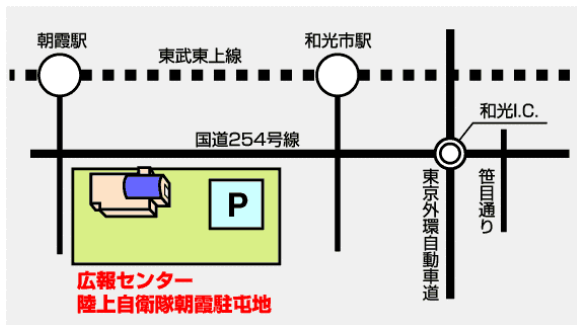 朝霞駅
和光市駅
東武東上線
和光I.C.
国道254号線
P
東京外環自動車道
笹目通り
広報センター
陸上自衛隊朝霞駐屯地